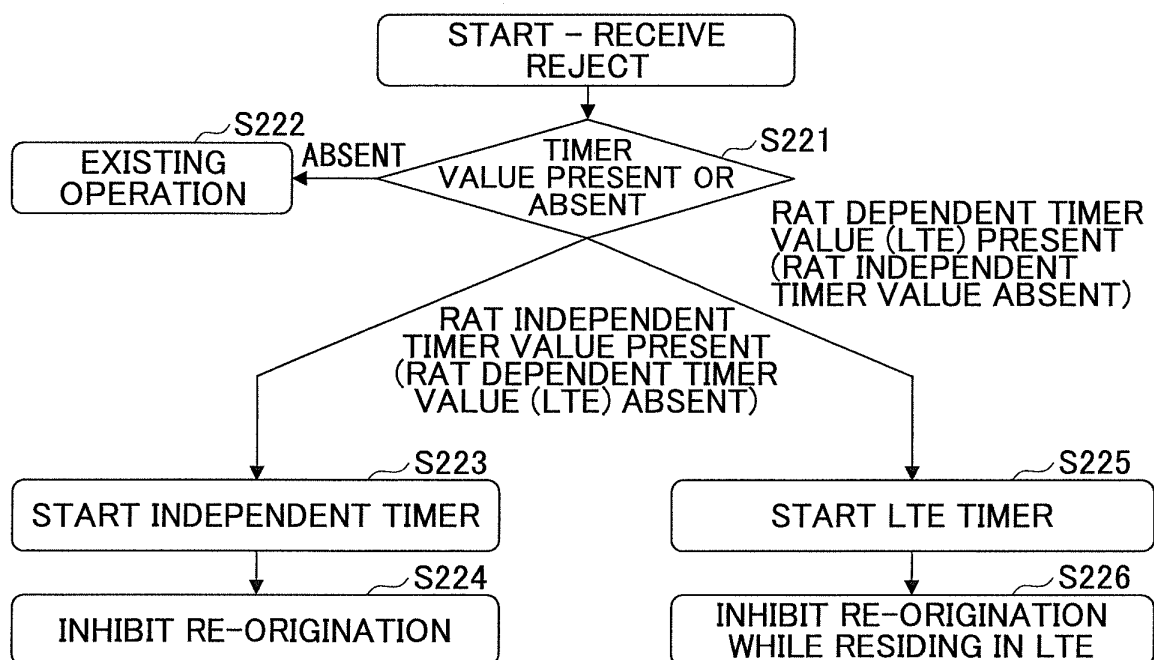 START – RECEIVE
REJECT
S222
EXISTING
OPERATION
ABSENT
S221
TIMER
VALUE PRESENT OR
ABSENT
RAT DEPENDENT TIMER
VALUE (LTE) PRESENT
(RAT INDEPENDENT
TIMER VALUE ABSENT)
RAT INDEPENDENT
TIMER VALUE PRESENT
(RAT DEPENDENT TIMER
VALUE (LTE) ABSENT)
S223
START INDEPENDENT TIMER
S224
INHIBIT RE-ORIGINATION
S225
START LTE TIMER
S226
INHIBIT RE-ORIGINATION
WHILE RESIDING IN LTE